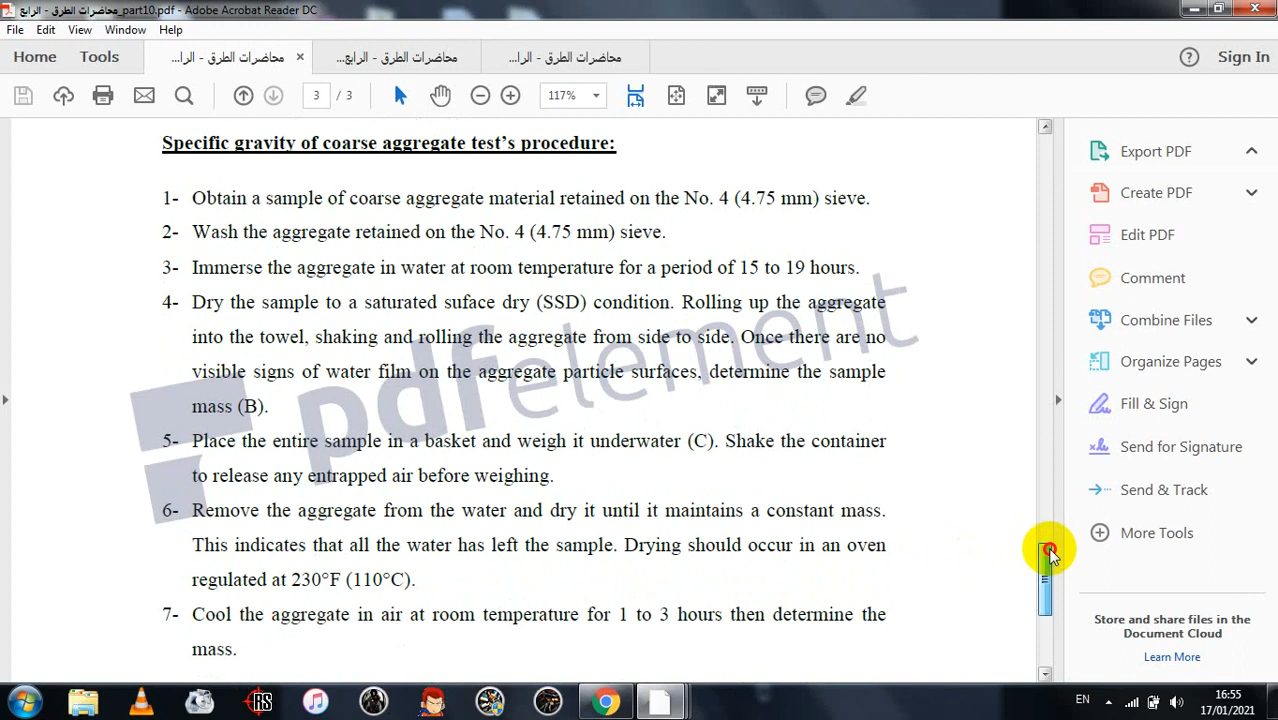 محاضرات الطرق - الرابع_part10.pdf - Adobe Acrobat Reader DC
File Edit View Window Help
Home Tools محاضرات الطرق - الرا... × محاضرات الطرق - الرابع... محاضرات الطرق - الرا... ? Sign In
3 / 3 117%
Specific gravity of coarse aggregate test's procedure:
1- Obtain a sample of coarse aggregate material retained on the No. 4 (4.75 mm) sieve.
2- Wash the aggregate retained on the No. 4 (4.75 mm) sieve.
3- Immerse the aggregate in water at room temperature for a period of 15 to 19 hours.
4- Dry the sample to a saturated suface dry (SSD) condition. Rolling up the aggregate
into the towel, shaking and rolling the aggregate from side to side. Once there are no
visible signs of water film on the aggregate particle surfaces, determine the sample
mass (B).
5- Place the entire sample in a basket and weigh it underwater (C). Shake the container
to release any entrapped air before weighing.
6- Remove the aggregate from the water and dry it until it maintains a constant mass.
This indicates that all the water has left the sample. Drying should occur in an oven
regulated at 230°F (110°C).
7- Cool the aggregate in air at room temperature for 1 to 3 hours then determine the
mass.
pdfelement
Export PDF
Create PDF
Edit PDF
Comment
Combine Files
Organize Pages
Fill & Sign
Send for Signature
Send & Track
More Tools
Store and share files in the
Document Cloud
Learn More
RS
EN
16:55
17/01/2021